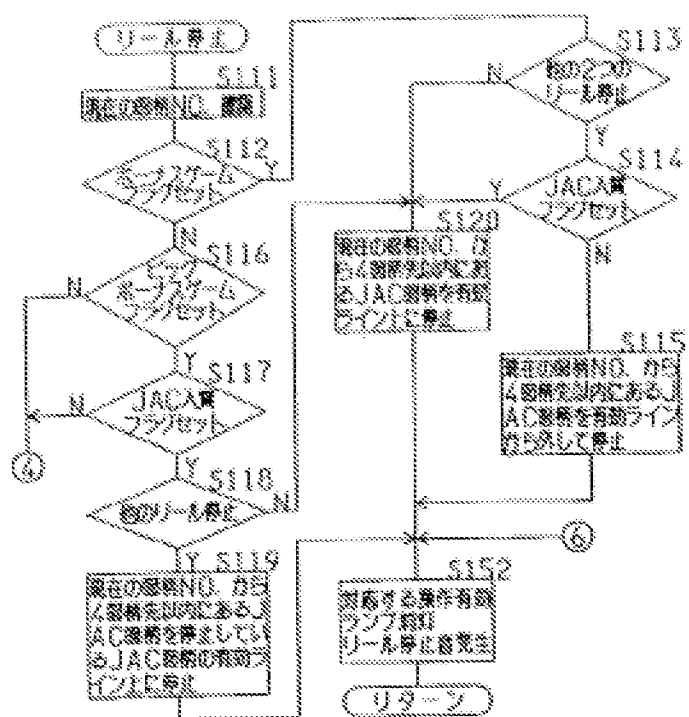 リール停止
S111
現在の図柄NO. 確認
S112
ボーナスゲーム
フラグセット
Y
N
S116
ビッグ
ボーナスゲーム
フラグセット
N
Y
S117
JAC入賞
フラグセット
N
④
Y
S118
他のリール停止
N
Y
S119
現在の図柄NO. から
4図柄先以内にあるJ
AC図柄を停止してい
るJAC図柄の有効ラ
イン上に停止
S113
他の2つの
リール停止
N
Y
S114
JAC入賞
フラグセット
Y
N
S120
現在の図柄NO. か
ら4図柄先以内にあ
るJAC図柄を有効
ライン上に停止
S115
現在の図柄NO. から
4図柄先以内にあるJ
AC図柄を有効ライン
から外して停止
⑥
S152
対応する操作有効
ランプ消灯
リール停止音発生
リターン